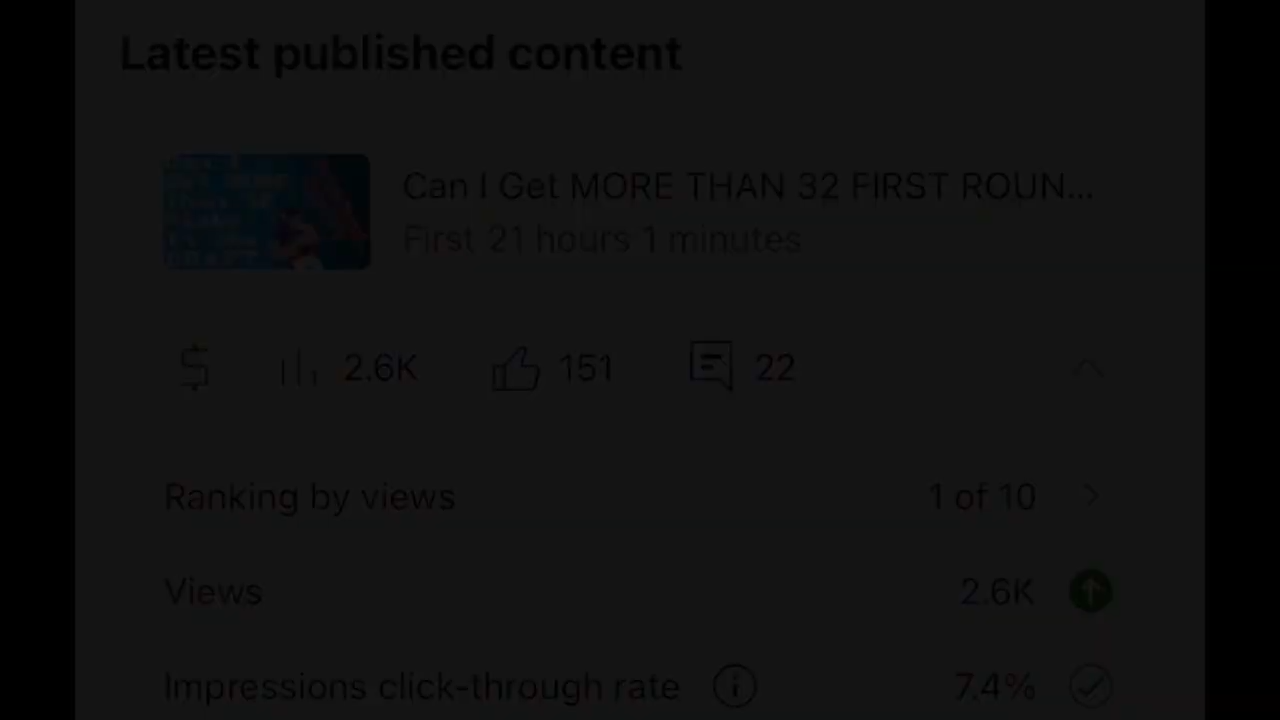 Latest published content
Can I Get MORE THAN 32 FIRST ROUN...
First 21 hours 1 minutes
$ 2.6K 151 22
Ranking by views 1 of 10
Views 2.6K
Impressions click-through rate 7.4%